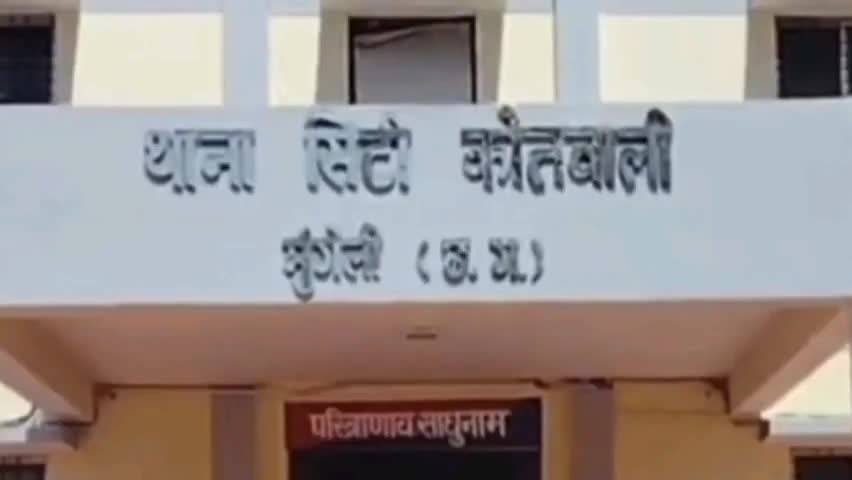 थाना सिटी कोतवाली
मुंगेली (छ. ग.)
परित्राणाय साधुनाम